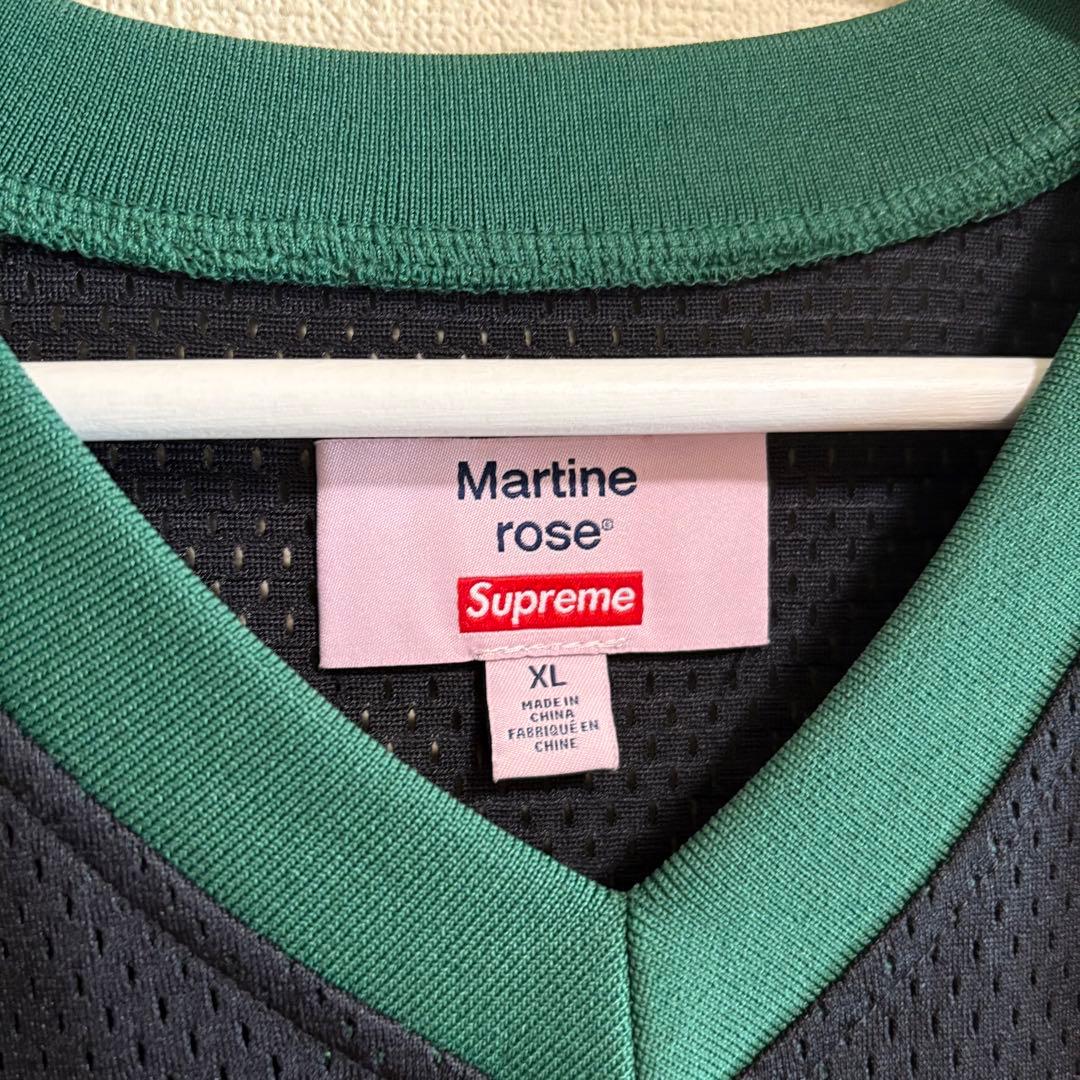 Martine
rose®
Supreme
XL
MADE IN
CHINA
FABRIQUÉ EN
CHINE